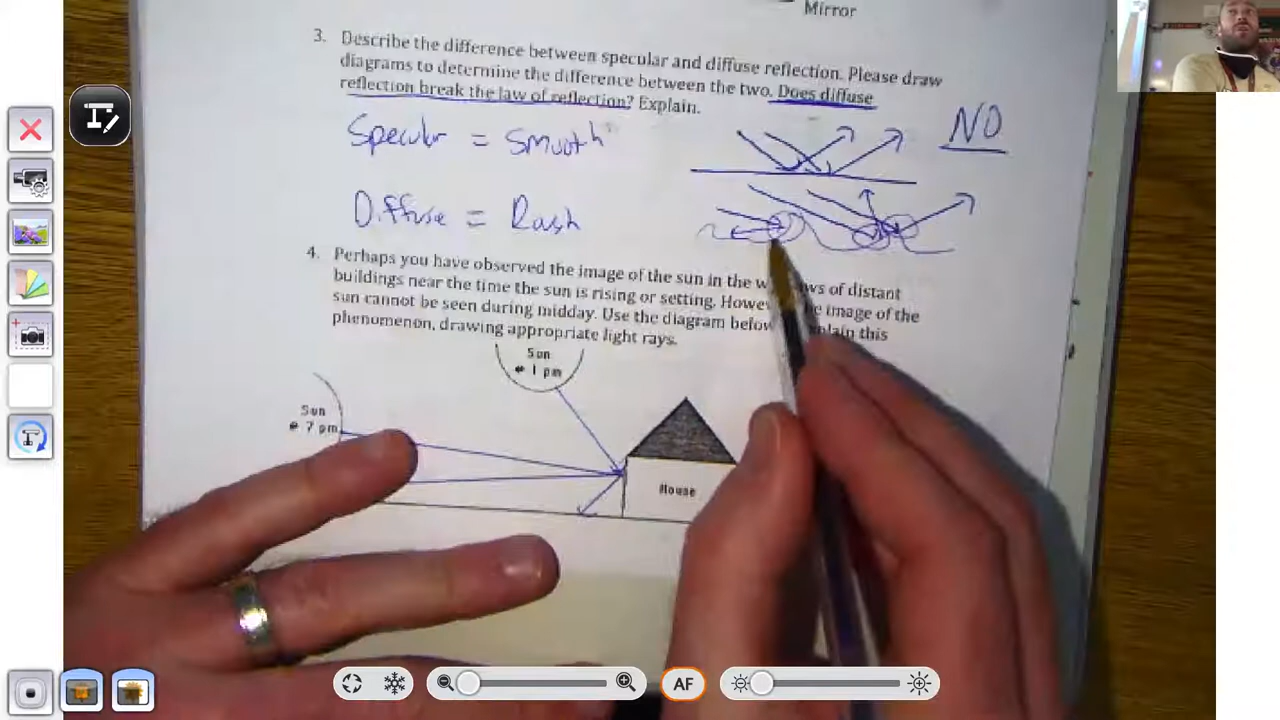 Mirror
3. Describe the difference between specular and diffuse reflection. Please draw
diagrams to determine the difference between the two. Does diffuse
reflection break the law of reflection? Explain.
NO
Specular = Smooth
Diffuse =
4. Perhaps you have observed the image of the sun in the ws of distant
buildings near the time the sun is rising or setting. Howe e image of the
sun cannot be seen during midday. Use the diagram below plain this
phenomenon, drawing appropriate light rays.
Sun
@ 1 pm
Sun
@ 7 pm
House
AF